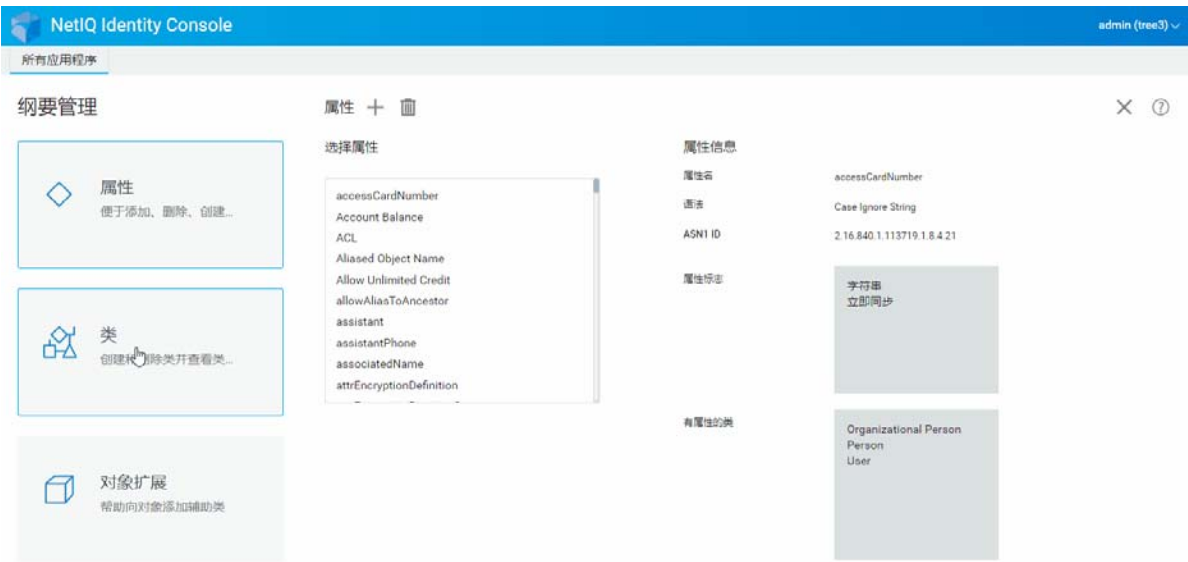 NetIQ Identity Console
admin (tree3)
所有应用程序
纲要管理
属性
便于添加、删除、创建...
类
创建和删除类并查看类...
对象扩展
帮助向对象添加辅助类
属性
选择属性
accessCardNumber
Account Balance
ACL
Aliased Object Name
Allow Unlimited Credit
allowAliasToAncestor
assistant
assistantPhone
associatedName
attrEncryptionDefinition
属性信息
属性名
accessCardNumber
语法
Case Ignore String
ASN1 ID
2.16.840.1.113719.1.8.4.21
属性标志
字符串
立即同步
有属性的类
Organizational Person
Person
User